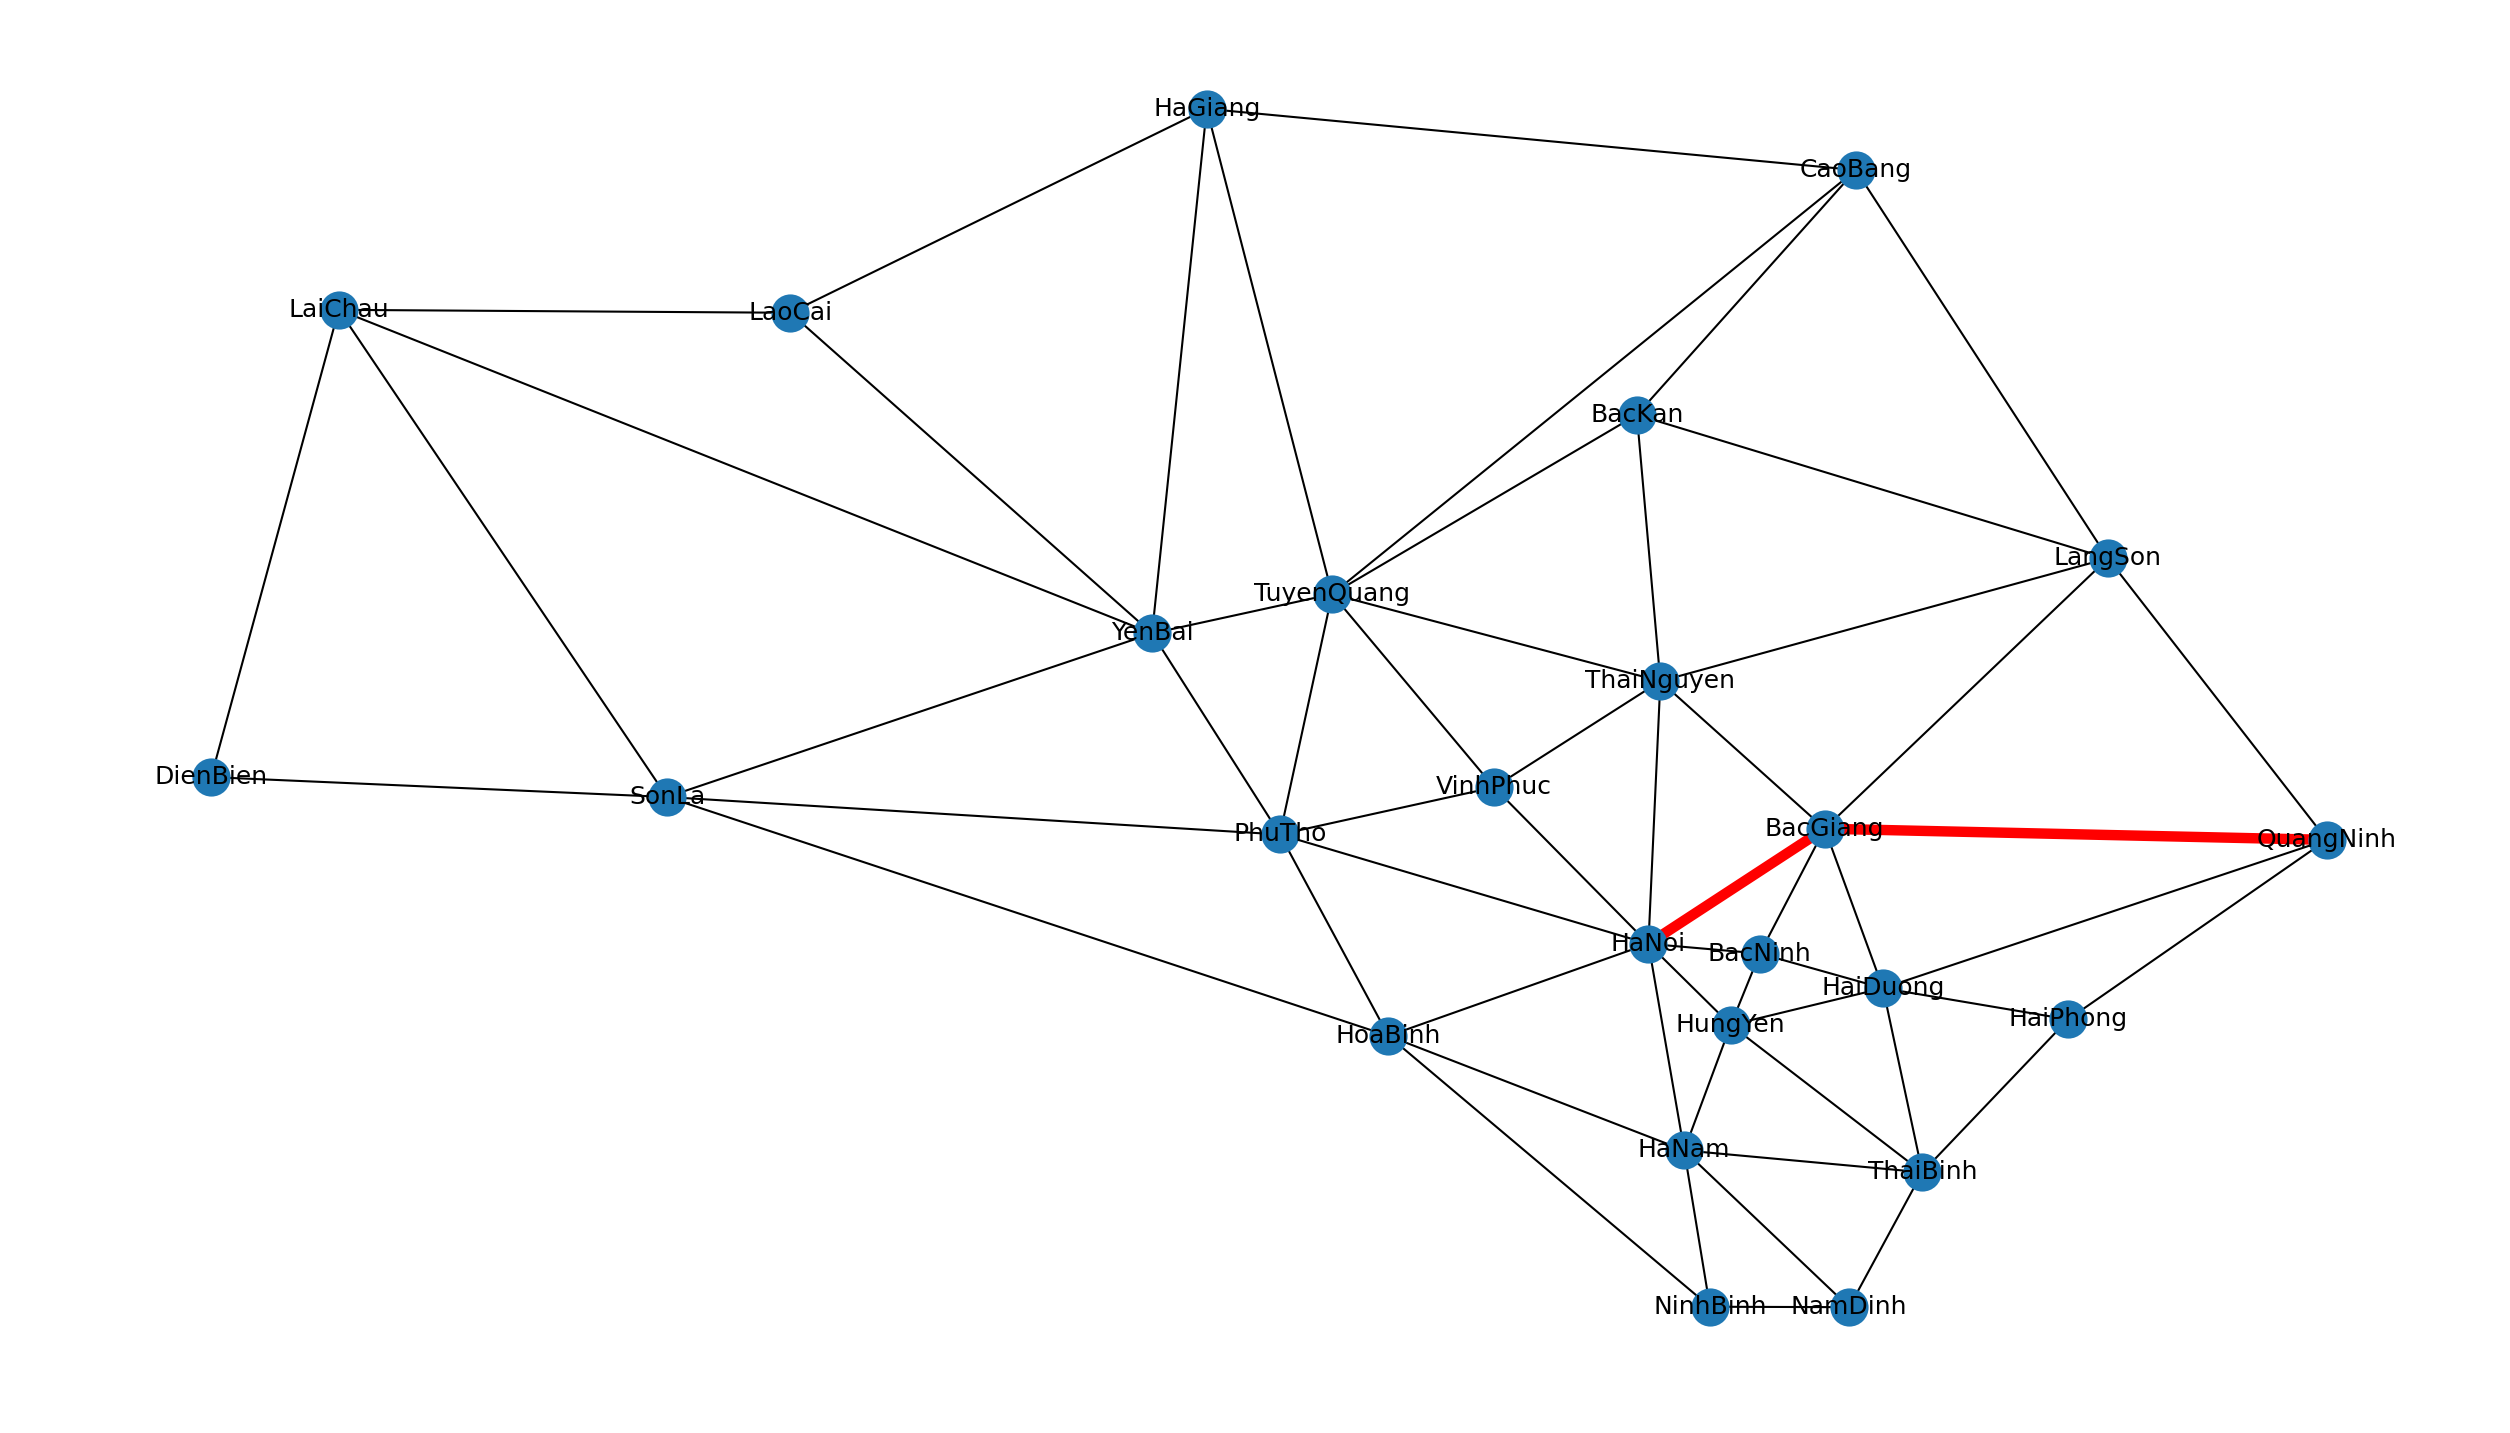 HaGiang
CaoBang
LaiChau
LaoCai
BacKan
LangSon
TuyenQuang
YenBai
ThaiNguyen
DienBien
SonLa
VinhPhuc
PhuTho
BacGiang
QuangNinh
HaNoi
BacNinh
HaiDuong
HaiPhong
HungYen
HoaBinh
HaNam
ThaiBinh
NinhBinh
NamDinh